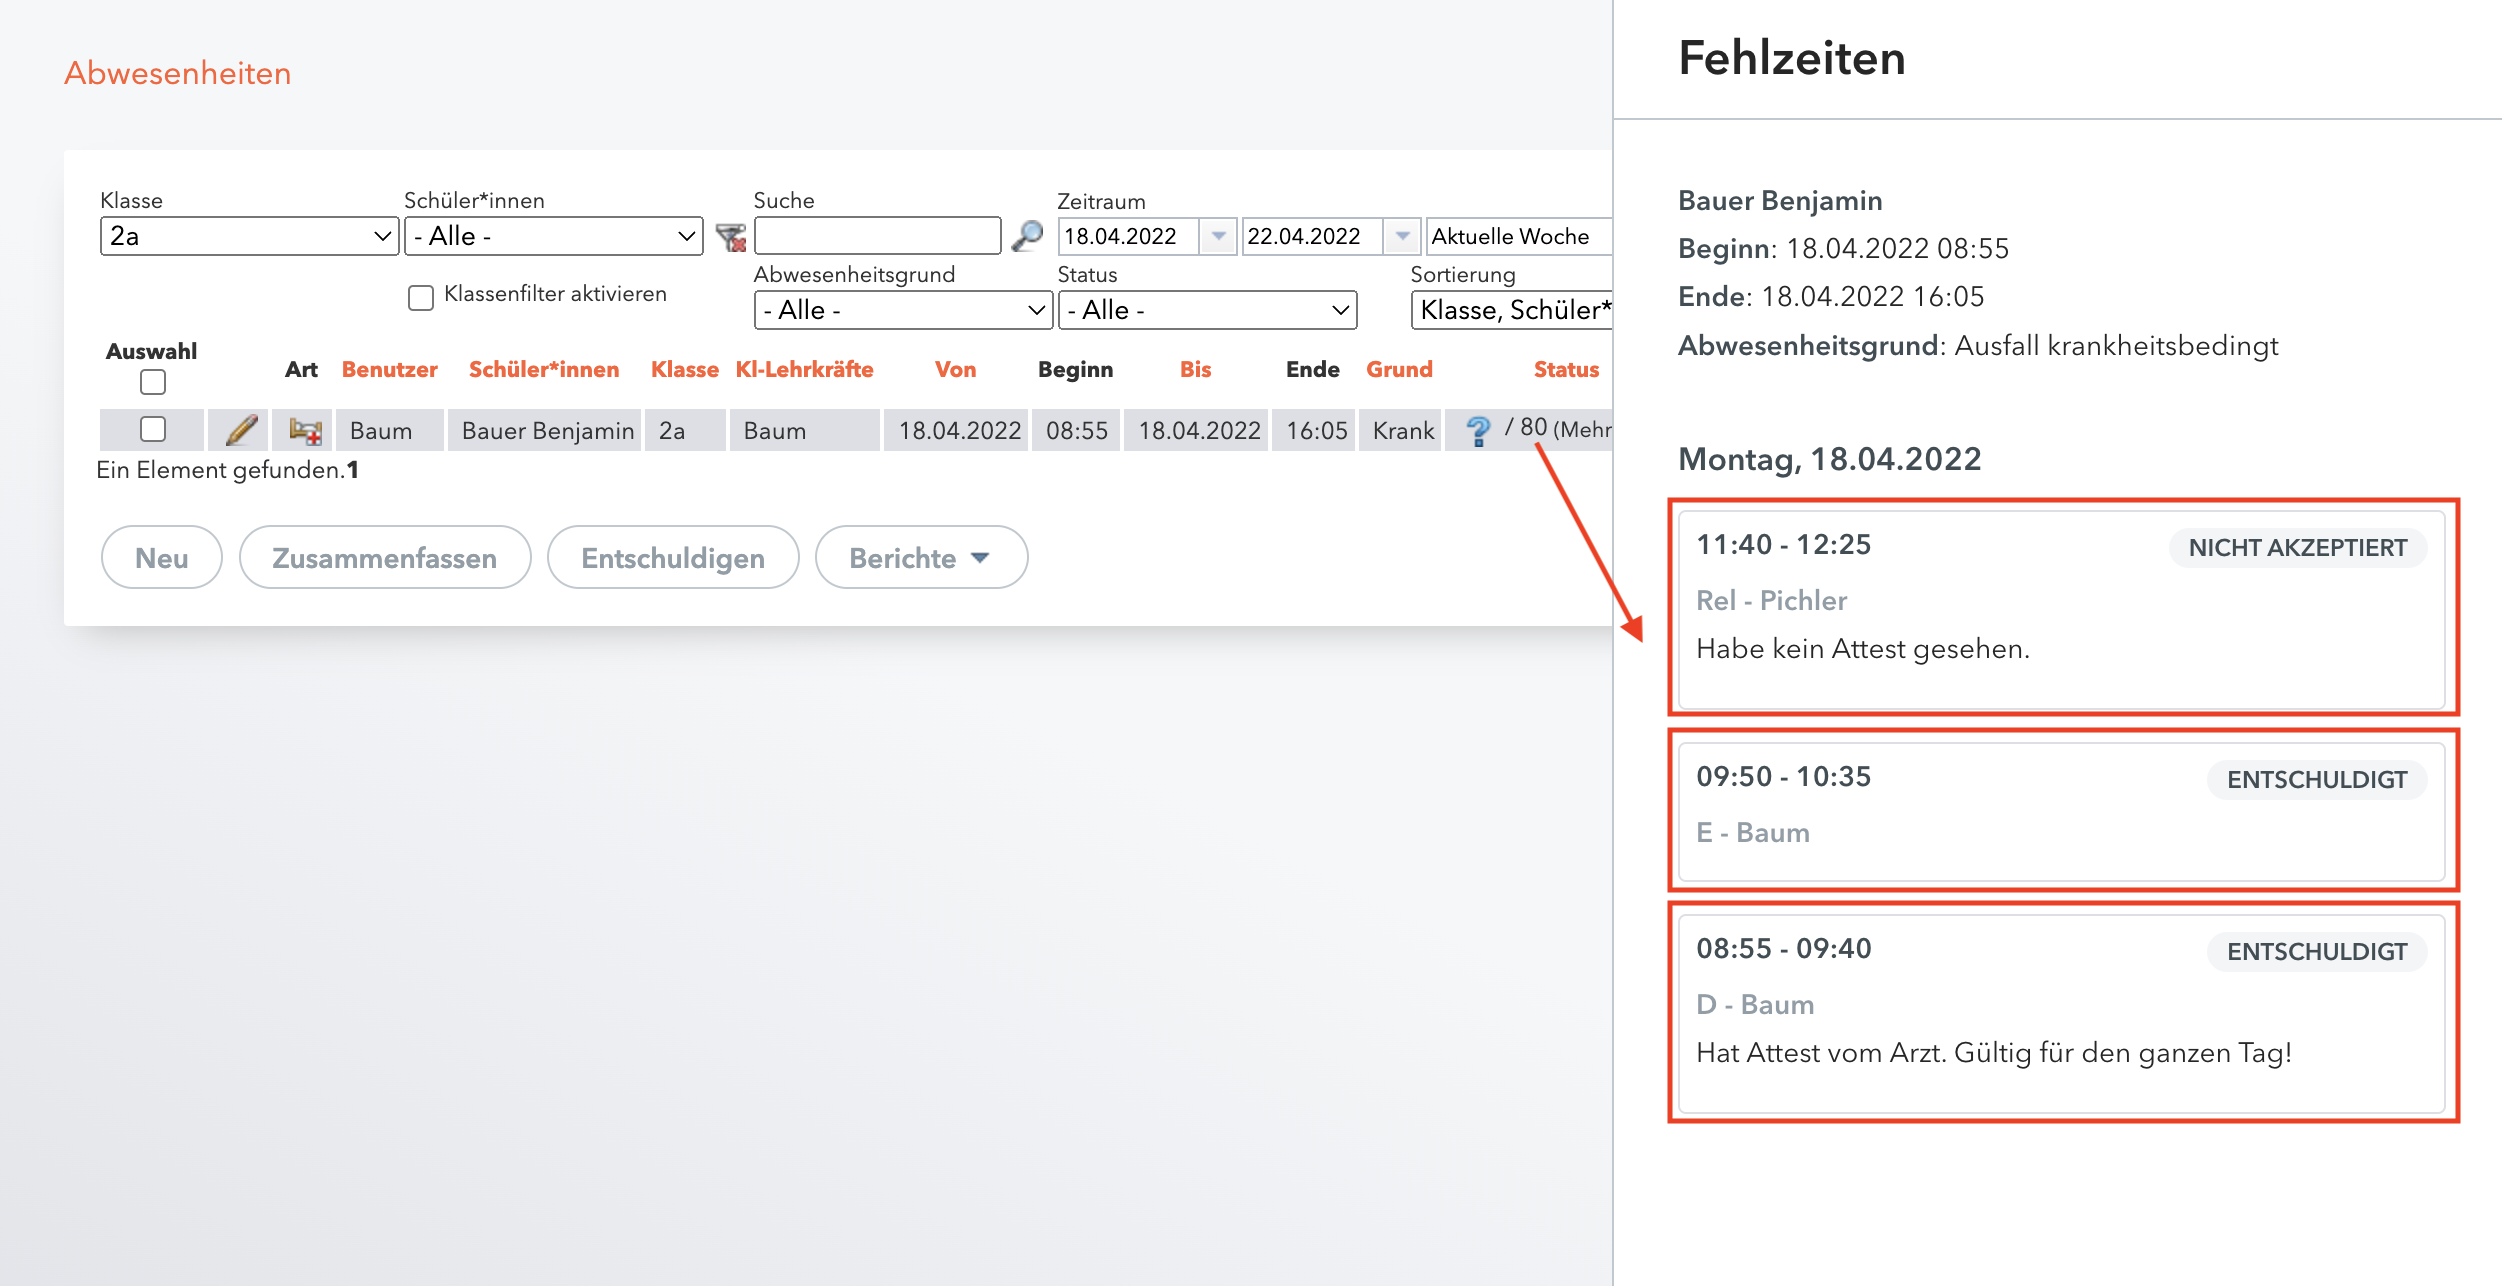 Abwesenheiten
Klasse
Schüler*innen
Suche
Zeitraum
2a
- Alle -
18.04.2022
22.04.2022
Aktuelle Woche
Klassenfilter aktivieren
Abwesenheitsgrund
Status
Sortierung
- Alle -
- Alle -
Klasse, Schüler*
Auswahl
Art Benutzer Schüler*innen Klasse Kl-Lehrkräfte Von Beginn Bis Ende Grund Status
Baum Bauer Benjamin 2a Baum 18.04.2022 08:55 18.04.2022 16:05 Krank ? / 80 (Mehr
Ein Element gefunden.1
Neu
Zusammenfassen
Entschuldigen
Berichte
Fehlzeiten
Bauer Benjamin
Beginn: 18.04.2022 08:55
Ende: 18.04.2022 16:05
Abwesenheitsgrund: Ausfall krankheitsbedingt
Montag, 18.04.2022
11:40 - 12:25
NICHT AKZEPTIERT
Rel - Pichler
Habe kein Attest gesehen.
09:50 - 10:35
ENTSCHULDIGT
E - Baum
08:55 - 09:40
ENTSCHULDIGT
D - Baum
Hat Attest vom Arzt. Gültig für den ganzen Tag!